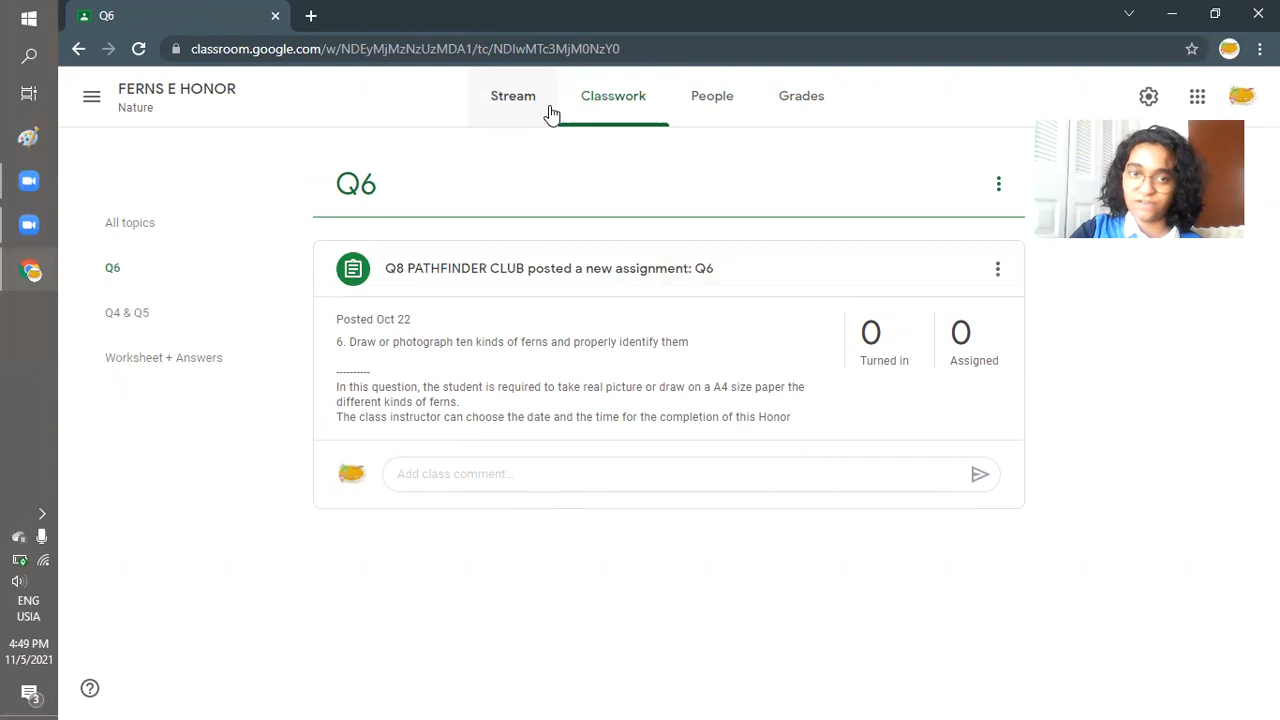 Q6
classroom.google.com/w/NDEyMjMzNzUzMDA1/tc/NDIwMTc3MjM0NzY0
FERNS E HONOR
Nature
Stream
Classwork
People
Grades
Q6
All topics
Q6
Q4 & Q5
Worksheet + Answers
Q8 PATHFINDER CLUB posted a new assignment: Q6
Posted Oct 22
6. Draw or photograph ten kinds of ferns and properly identify them
----------
In this question, the student is required to take real picture or draw on a A4 size paper the
different kinds of ferns.
The class instructor can choose the date and the time for the completion of this Honor
0
Turned in
0
Assigned
Add class comment...
ENG
USIA
4:49 PM
11/5/2021
3